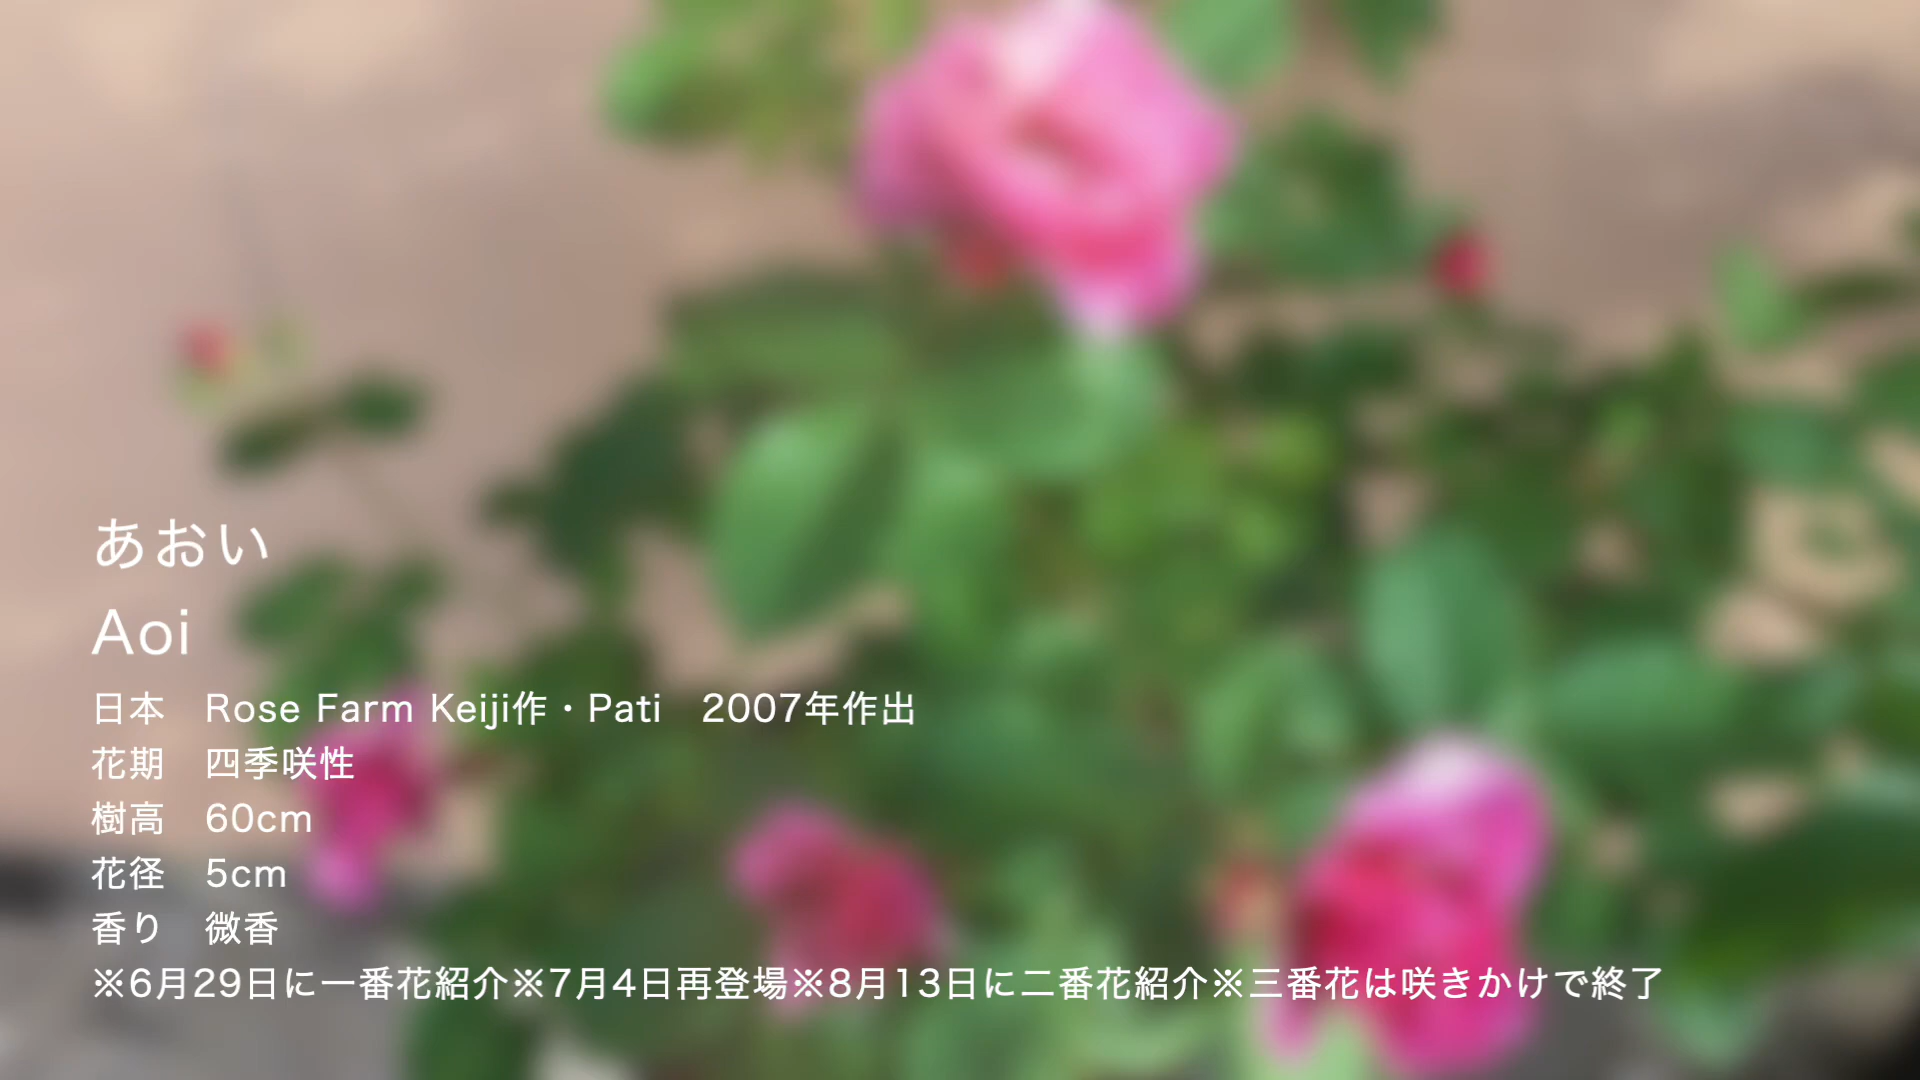 あおい
Aoi
日本　Rose Farm Keiji作・Pati　2007年作出
花期　四季咲性
樹高　60cm
花径　5cm
香り　微香
※6月29日に一番花紹介※7月4日再登場※8月13日に二番花紹介※三番花は咲きかけで終了